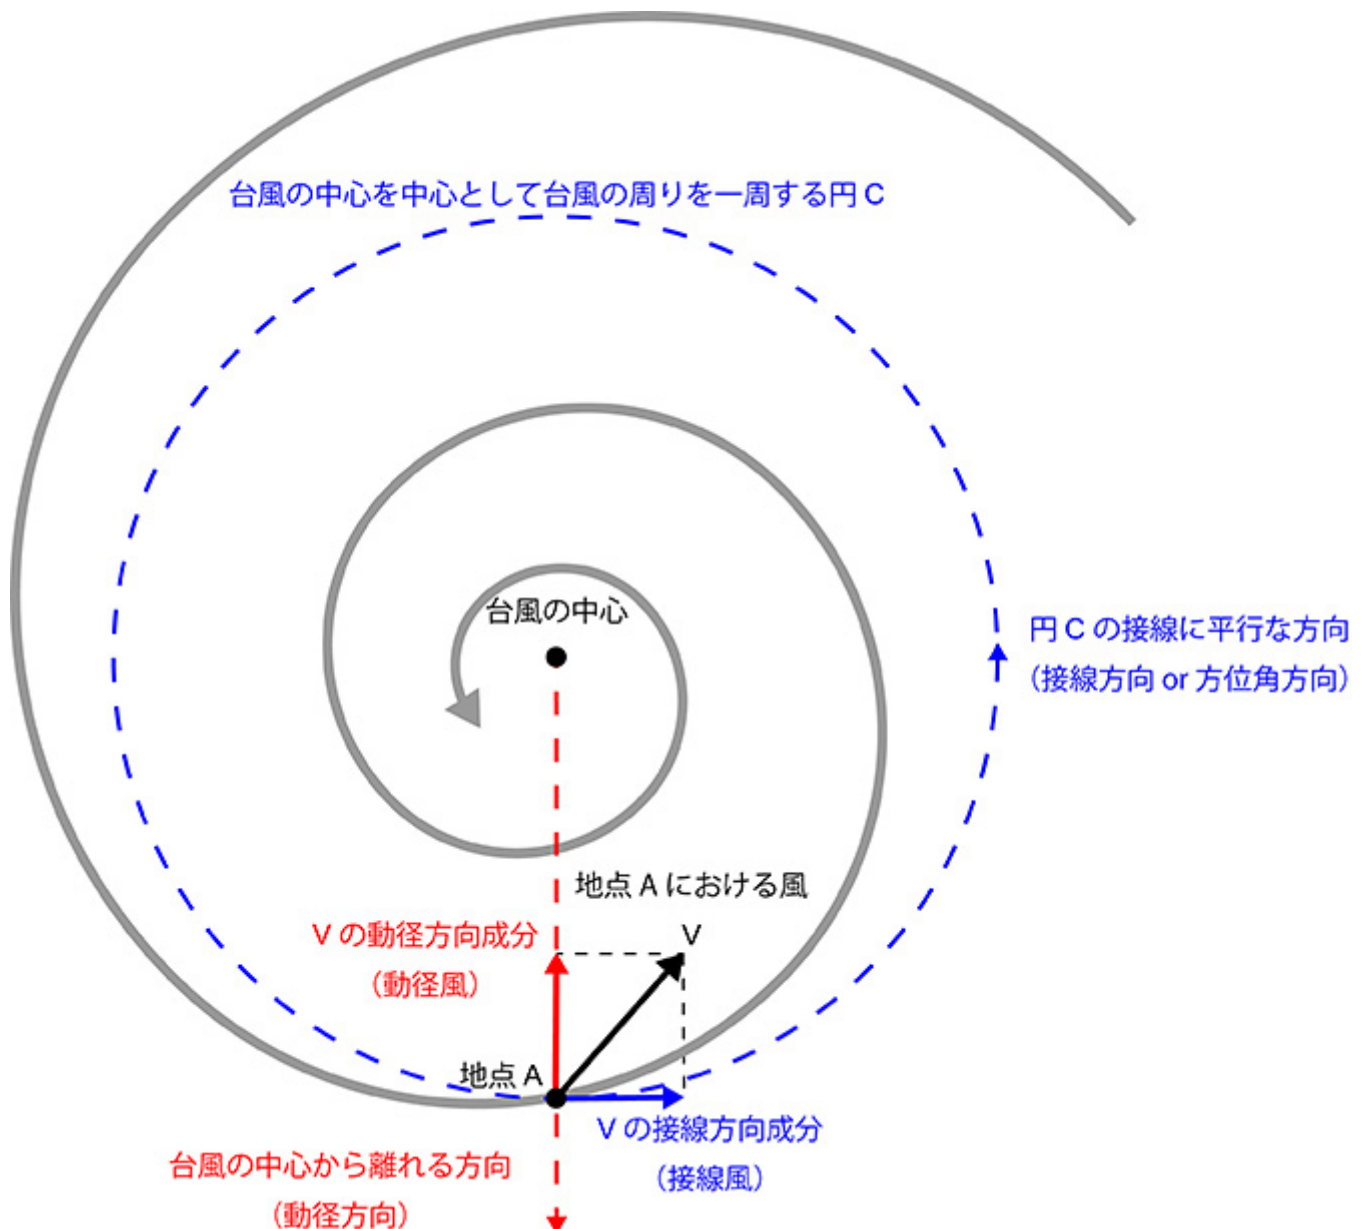 台風の中心を中心として台風の周りを一周する円 C
台風の中心
円 C の接線に平行な方向
（接線方向 or 方位角方向）
地点 A における風
V の動径方向成分
（動径風）
V
地点 A
V の接線方向成分
（接線風）
台風の中心から離れる方向
（動径方向）